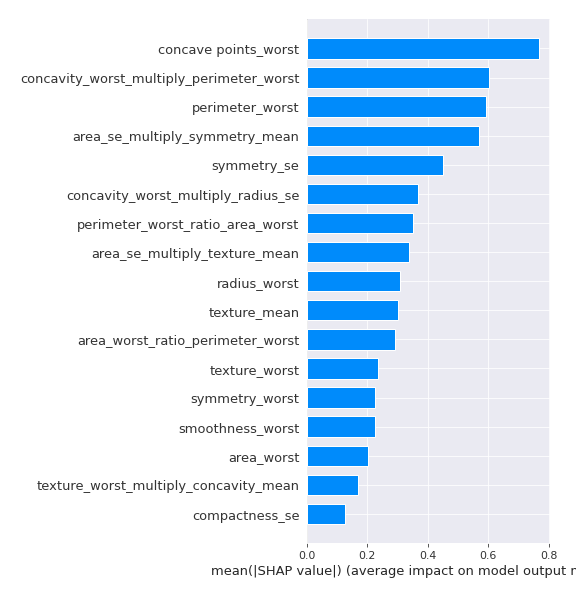 concave points_worst
concavity_worst_multiply_perimeter_worst
perimeter_worst
area_se_multiply_symmetry_mean
symmetry_se
concavity_worst_multiply_radius_se
perimeter_worst_ratio_area_worst
area_se_multiply_texture_mean
radius_worst
texture_mean
area_worst_ratio_perimeter_worst
texture_worst
symmetry_worst
smoothness_worst
area_worst
texture_worst_multiply_concavity_mean
compactness_se
0.0 0.2 0.4 0.6 0.8
mean(|SHAP value|) (average impact on model output